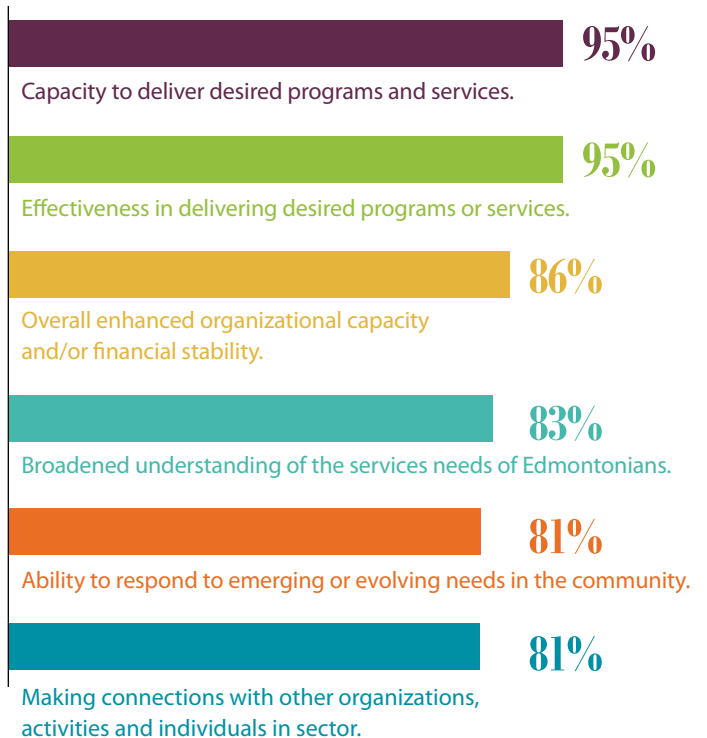 95%
Capacity to deliver desired programs and services.
95%
Effectiveness in delivering desired programs or services.
86%
Overall enhanced organizational capacity
and/or financial stability.
83%
Broadened understanding of the services needs of Edmontonians.
81%
Ability to respond to emerging or evolving needs in the community.
81%
Making connections with other organizations,
activities and individuals in sector.